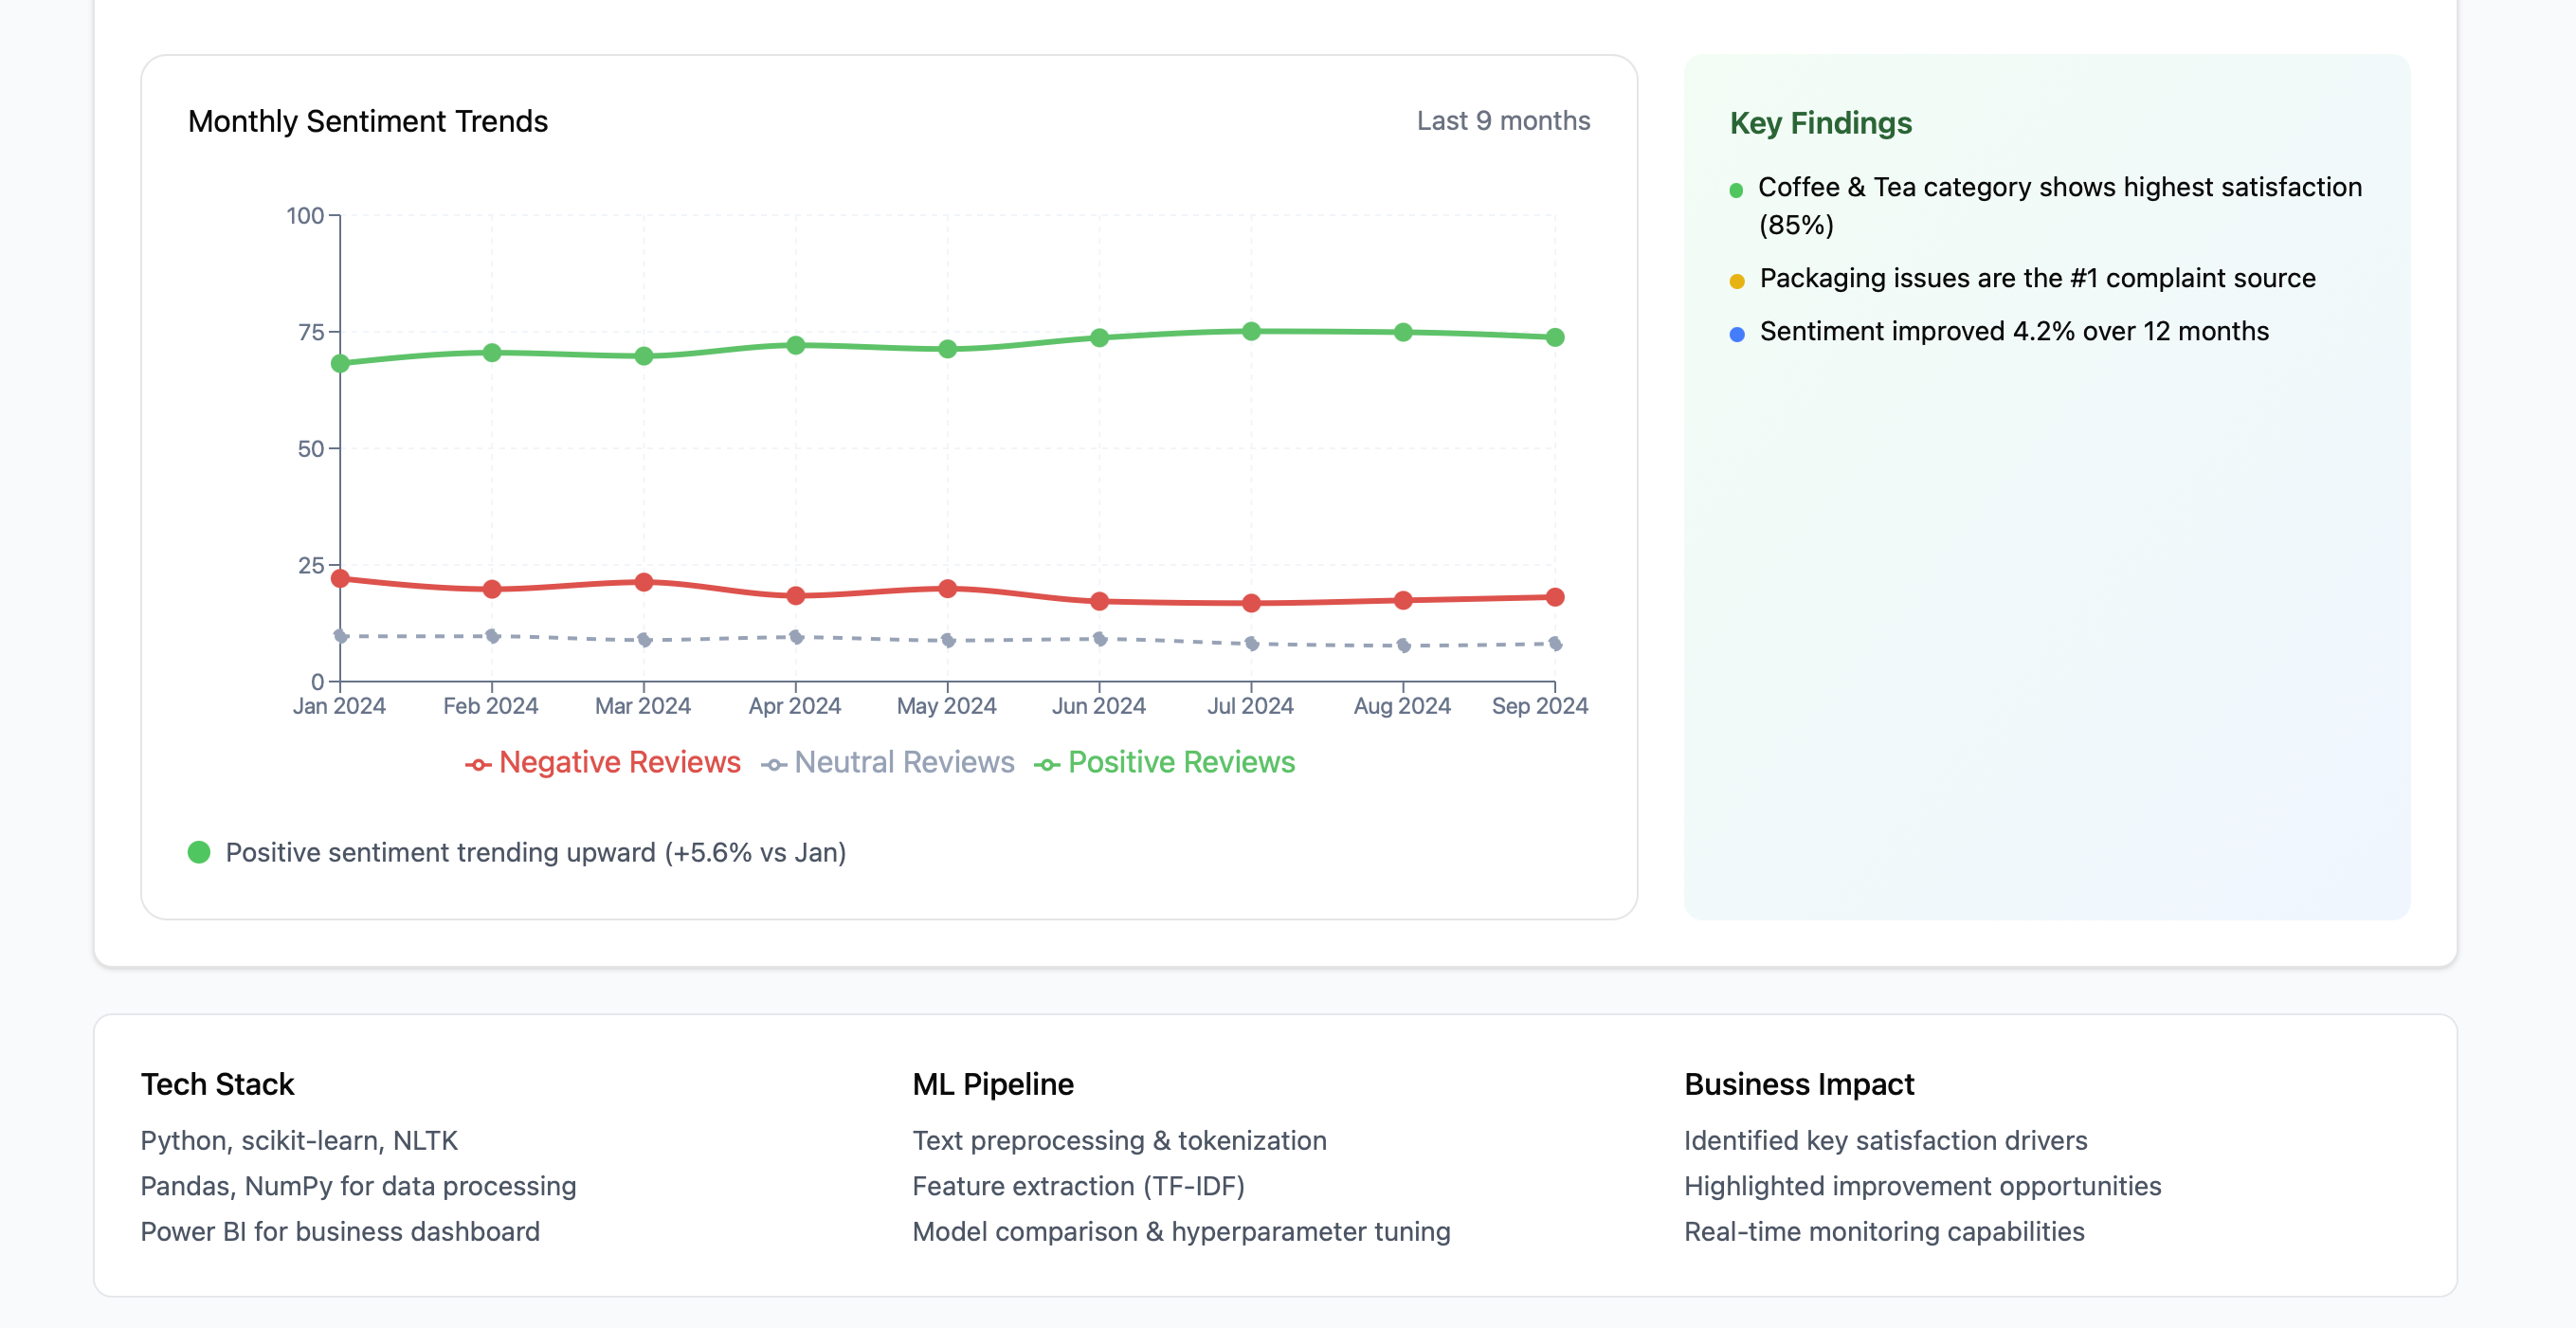 Monthly Sentiment Trends
Last 9 months
100
75
50
25
0
Jan 2024 Feb 2024 Mar 2024 Apr 2024 May 2024 Jun 2024 Jul 2024 Aug 2024 Sep 2024
Negative Reviews Neutral Reviews Positive Reviews
Positive sentiment trending upward (+5.6% vs Jan)
Key Findings
Coffee & Tea category shows highest satisfaction
(85%)
Packaging issues are the #1 complaint source
Sentiment improved 4.2% over 12 months
Tech Stack
Python, scikit-learn, NLTK
Pandas, NumPy for data processing
Power BI for business dashboard
ML Pipeline
Text preprocessing & tokenization
Feature extraction (TF-IDF)
Model comparison & hyperparameter tuning
Business Impact
Identified key satisfaction drivers
Highlighted improvement opportunities
Real-time monitoring capabilities